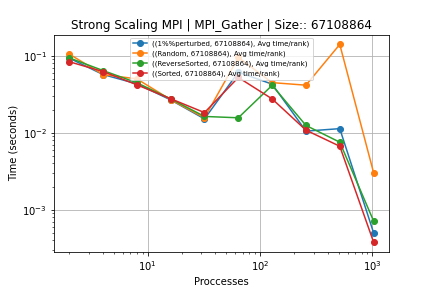 Strong Scaling MPI | MPI_Gather | Size:: 67108864
((1%%perturbed, 67108864), Avg time/rank)
((Random, 67108864), Avg time/rank)
((ReverseSorted, 67108864), Avg time/rank)
((Sorted, 67108864), Avg time/rank)
Time (seconds)
10⁻¹
10⁻²
10⁻³
10¹ 10² 10³
Proccesses